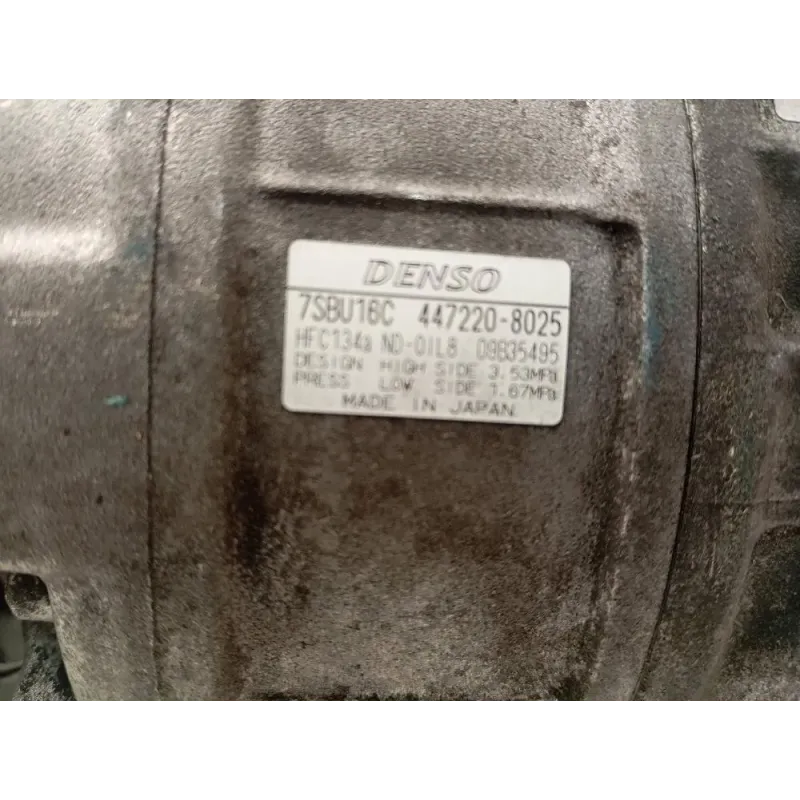 DENSO
7SBU16C 447220-8025
HFC134a ND-OIL8 09B35495
DESIGN HIGH SIDE 3.53MPa
PRESS LOW SIDE 1.67MPa
MADE IN JAPAN